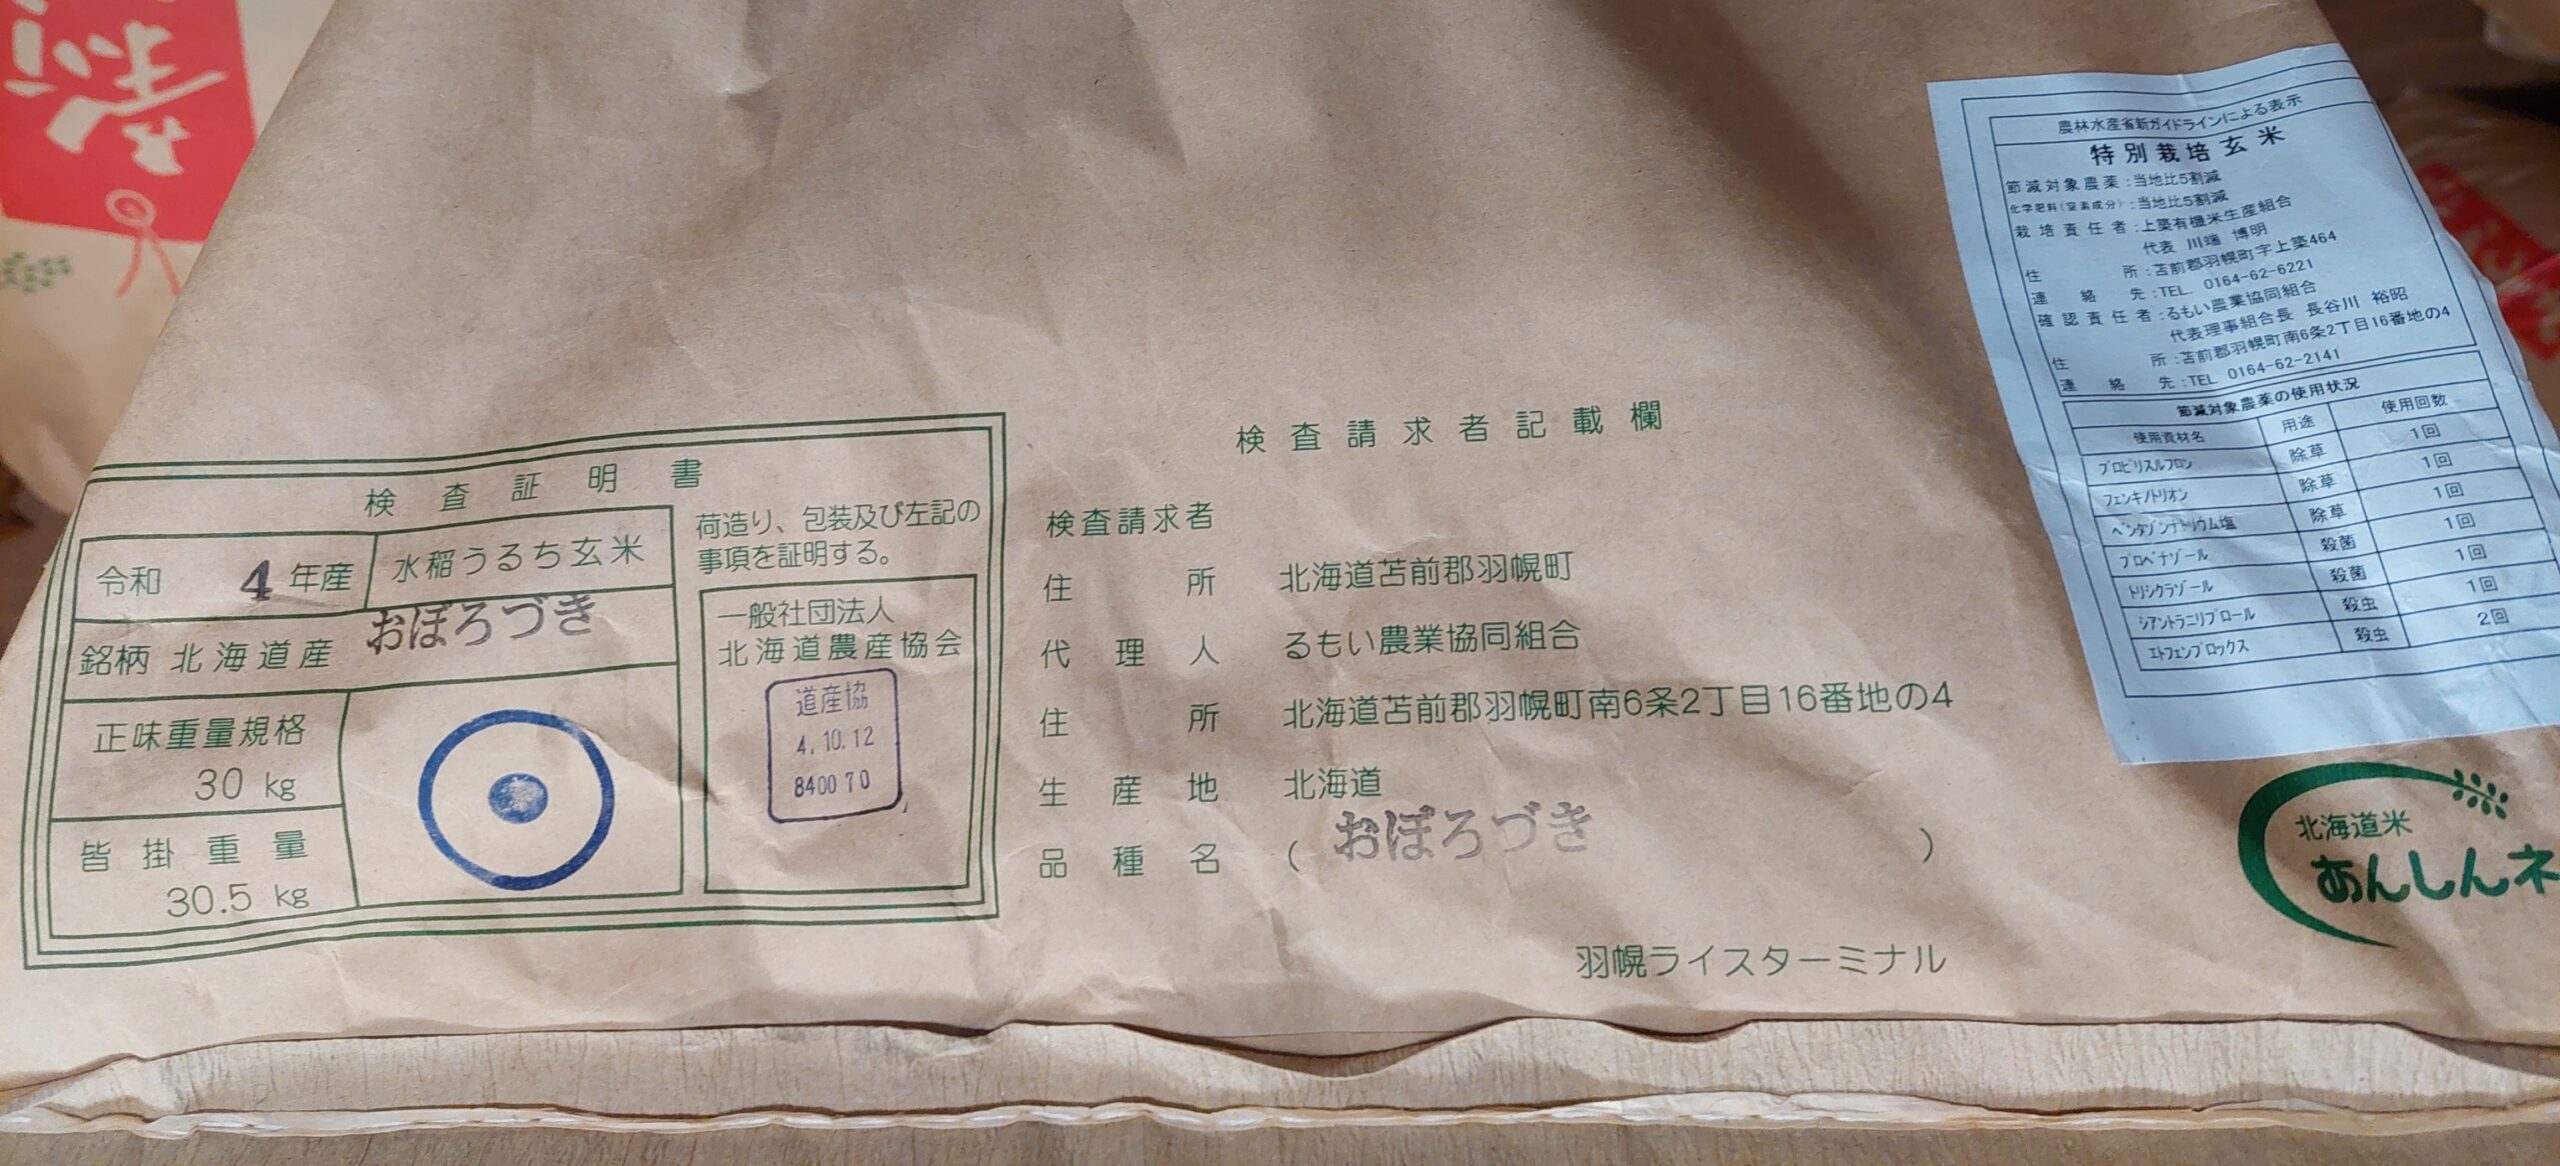 産
検査証明書
令和 4 年産 水稲うるち玄米
銘柄 北海道産 おぼろづき
正味重量規格
30 kg
皆掛重量
30.5 kg
荷造り、包装及び左記の
事項を証明する。
一般社団法人
北海道農産協会
道産協
4.10.12
840070
検査請求者記載欄
検査請求者
住所 北海道苫前郡羽幌町
代理人 るもい農業協同組合
住所 北海道苫前郡羽幌町南6条2丁目16番地の4
生産地 北海道
品種名 ( おぼろづき )
羽幌ライスターミナル
農林水産省新ガイドラインによる表示
特別栽培玄米
節減対象農薬:当地比5割減
化学肥料(窒素成分):当地比5割減
栽培責任者:上築有機米生産組合
代表 川端 博明
住所:苫前郡羽幌町字上築464
連絡先:TEL 0164-62-6221
確認責任者:るもい農業協同組合
代表理事組合長 長谷川 裕昭
住所:苫前郡羽幌町南6条2丁目16番地の4
連絡先:TEL 0164-62-2141
節減対象農薬の使用状況
使用資材名 用途 使用回数
プロピリスルフロン 除草 1回
フェンキノトリオン 除草 1回
ベンタゾンナトリウム塩 除草 1回
プロベナゾール 殺菌 1回
トリシクラゾール 殺菌 1回
シアントラニリプロール 殺虫 1回
エトフェンプロックス 殺虫 2回
北海道米
あんしんネ